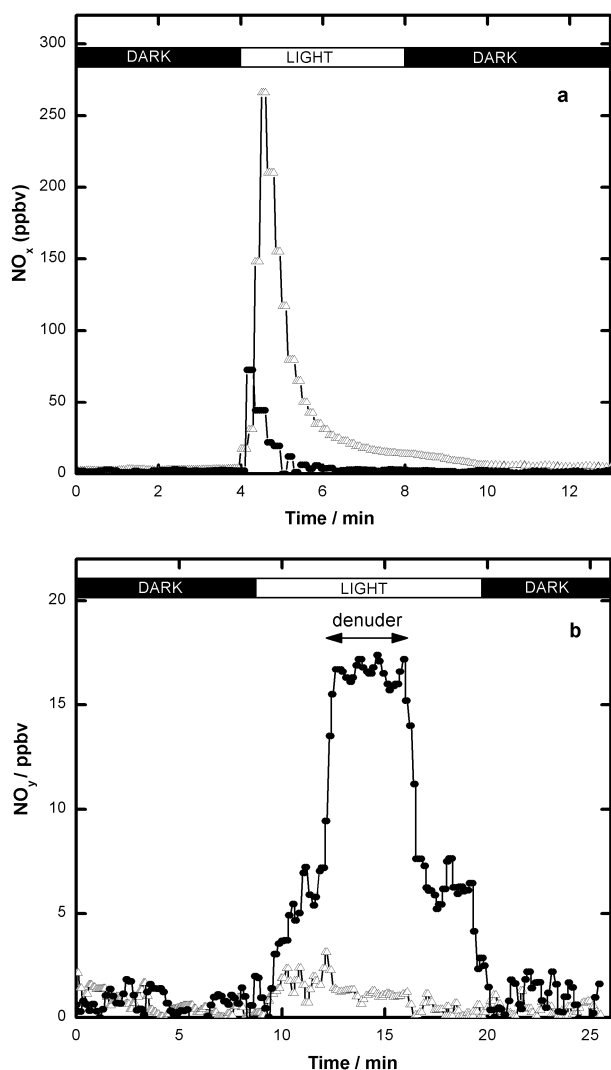 300
DARK LIGHT DARK
a
250
200
NOx (ppbv)
150
100
50
0
0 2 4 6 8 10 12
Time / min
DARK LIGHT DARK
20
denuder
b
15
NOy / ppbv
10
5
0
0 5 10 15 20 25
Time / min